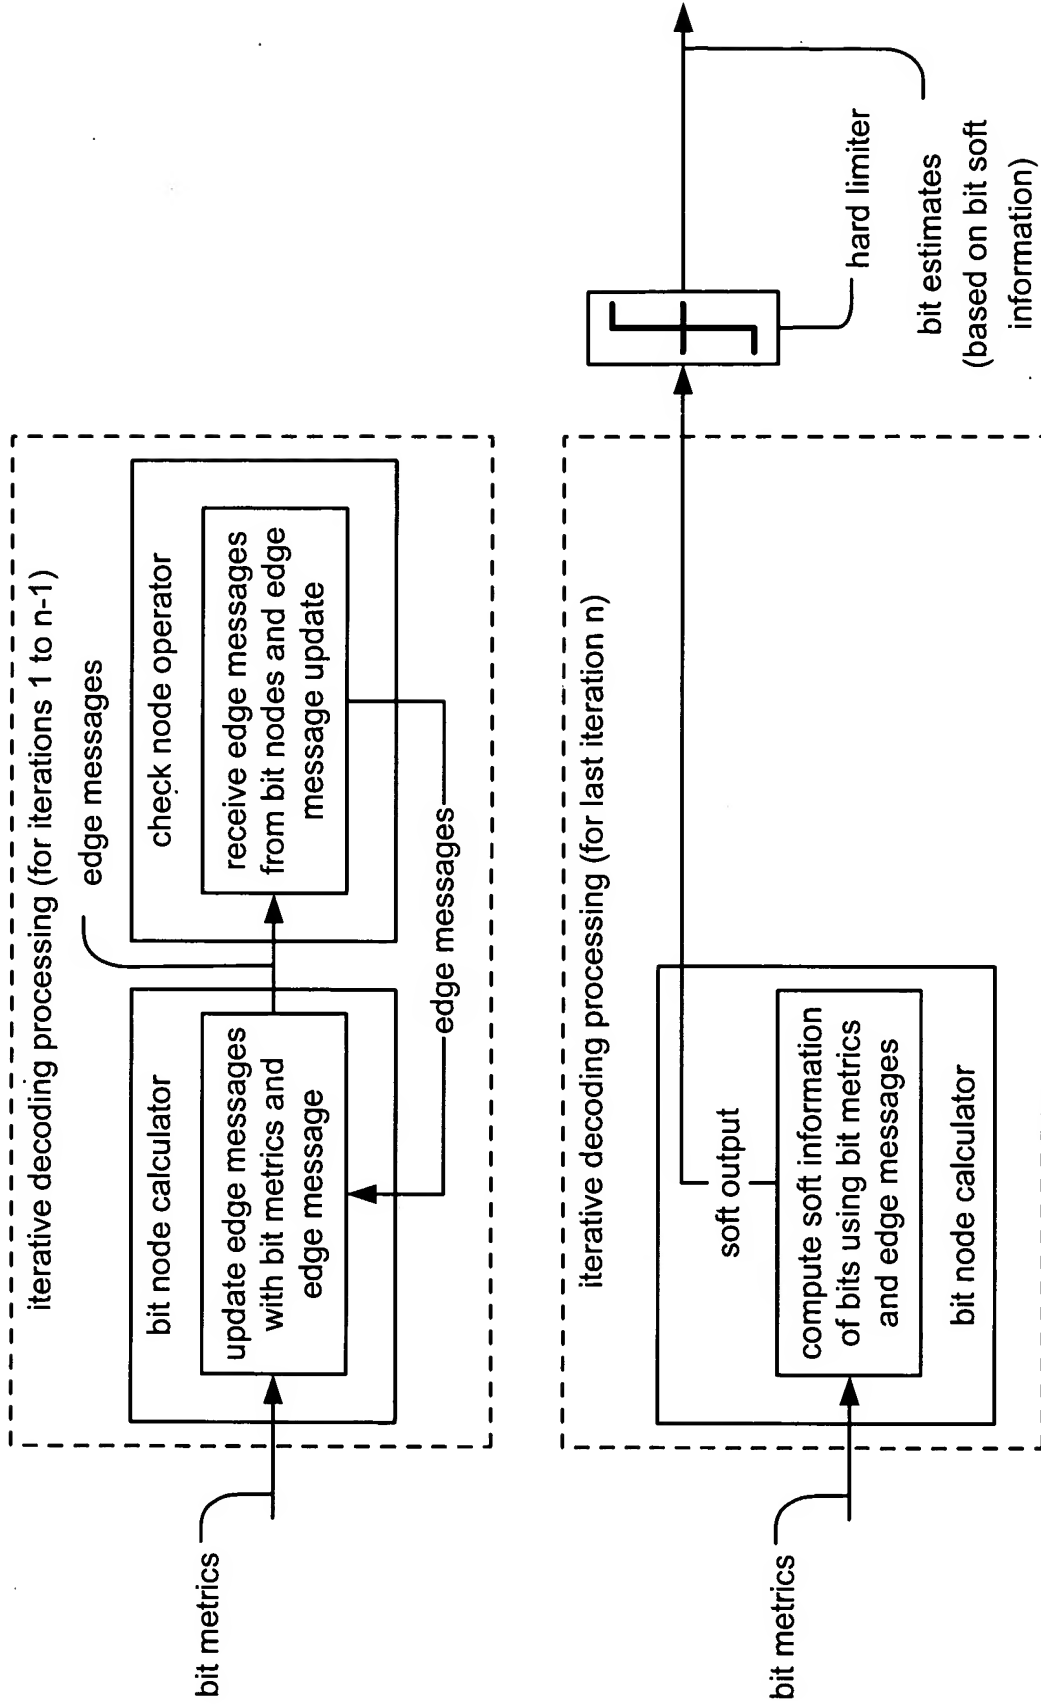 iterative decoding processing (for iterations 1 to n-1)
edge messages
bit node calculator
check node operator
bit metrics
update edge messages
with bit metrics and
edge message
receive edge messages
from bit nodes and edge
message update
edge messages
iterative decoding processing (for last iteration n)
soft output
bit metrics
compute soft information
of bits using bit metrics
and edge messages
bit node calculator
hard limiter
bit estimates
(based on bit soft
information)